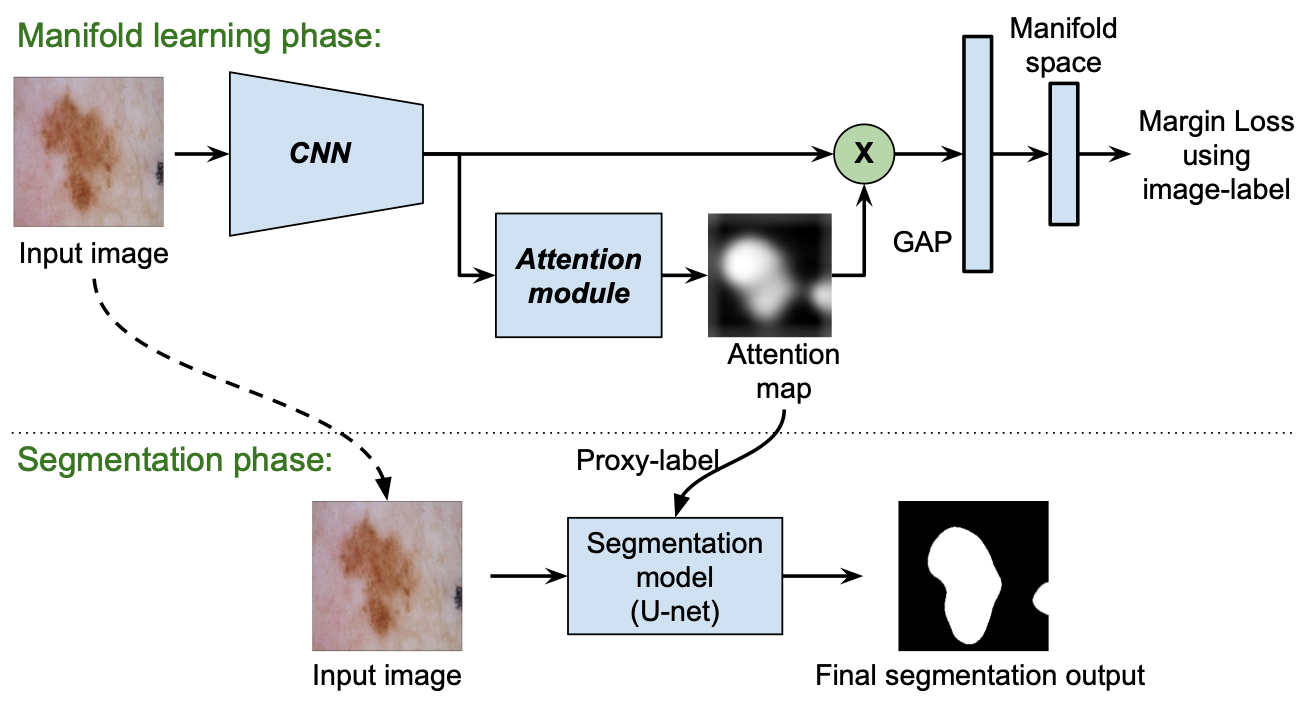 Manifold learning phase:
Manifold
space
CNN
X
Margin Loss
using
image-label
Input image
Attention
module
GAP
Attention
map
Segmentation phase:
Proxy-label
Segmentation
model
(U-net)
Input image
Final segmentation output